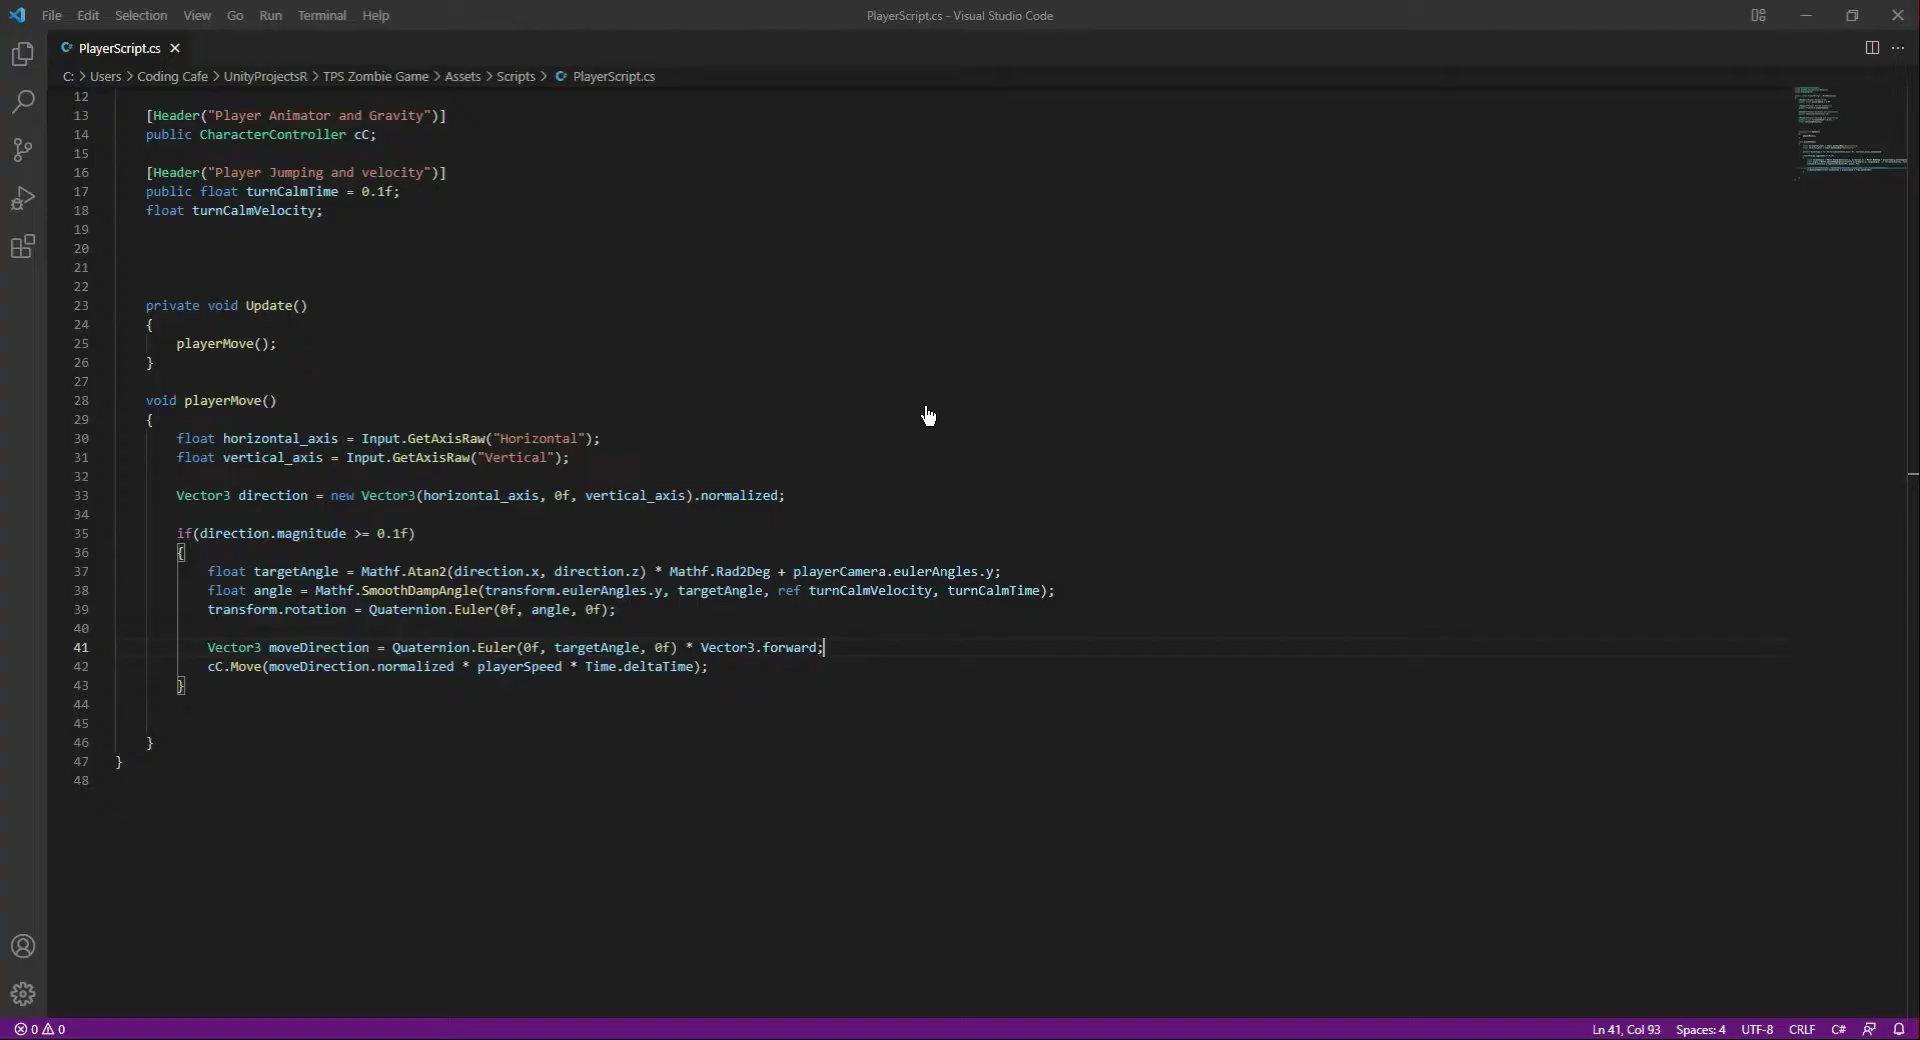 File Edit Selection View Go Run Terminal Help
PlayerScript.cs - Visual Studio Code
PlayerScript.cs
C: > Users > Coding Cafe > UnityProjectsR > TPS Zombie Game > Assets > Scripts > PlayerScript.cs
12
13 [Header("Player Animator and Gravity")]
14 public CharacterController cC;
15
16 [Header("Player Jumping and velocity")]
17 public float turnCalmTime = 0.1f;
18 float turnCalmVelocity;
19
20
21
22
23 private void Update()
24 {
25 playerMove();
26 }
27
28 void playerMove()
29 {
30 float horizontal_axis = Input.GetAxisRaw("Horizontal");
31 float vertical_axis = Input.GetAxisRaw("Vertical");
32
33 Vector3 direction = new Vector3(horizontal_axis, 0f, vertical_axis).normalized;
34
35 if(direction.magnitude >= 0.1f)
36 {
37 float targetAngle = Mathf.Atan2(direction.x, direction.z) * Mathf.Rad2Deg + playerCamera.eulerAngles.y;
38 float angle = Mathf.SmoothDampAngle(transform.eulerAngles.y, targetAngle, ref turnCalmVelocity, turnCalmTime);
39 transform.rotation = Quaternion.Euler(0f, angle, 0f);
40
41 Vector3 moveDirection = Quaternion.Euler(0f, targetAngle, 0f) * Vector3.forward;
42 cC.Move(moveDirection.normalized * playerSpeed * Time.deltaTime);
43 }
44
45
46 }
47 }
48
0 0
Ln 41, Col 93 Spaces: 4 UTF-8 CRLF C#